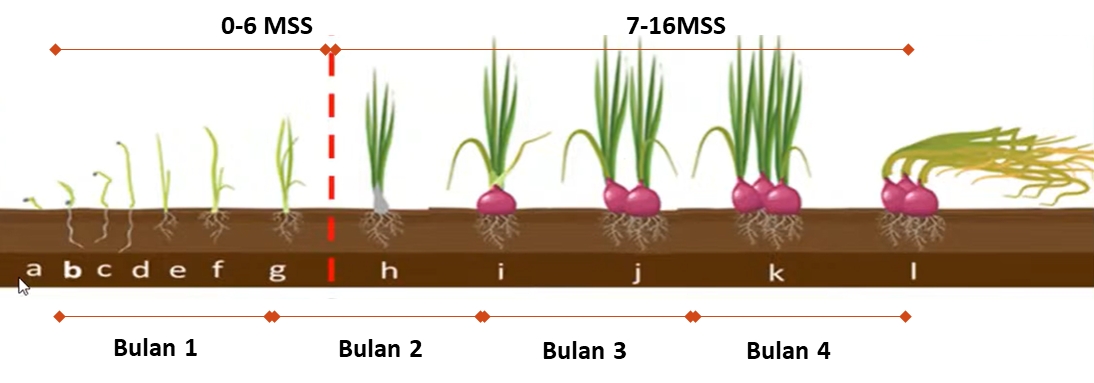 0-6 MSS
7-16MSS
a b c d e f g h i j k l
Bulan 1
Bulan 2
Bulan 3
Bulan 4